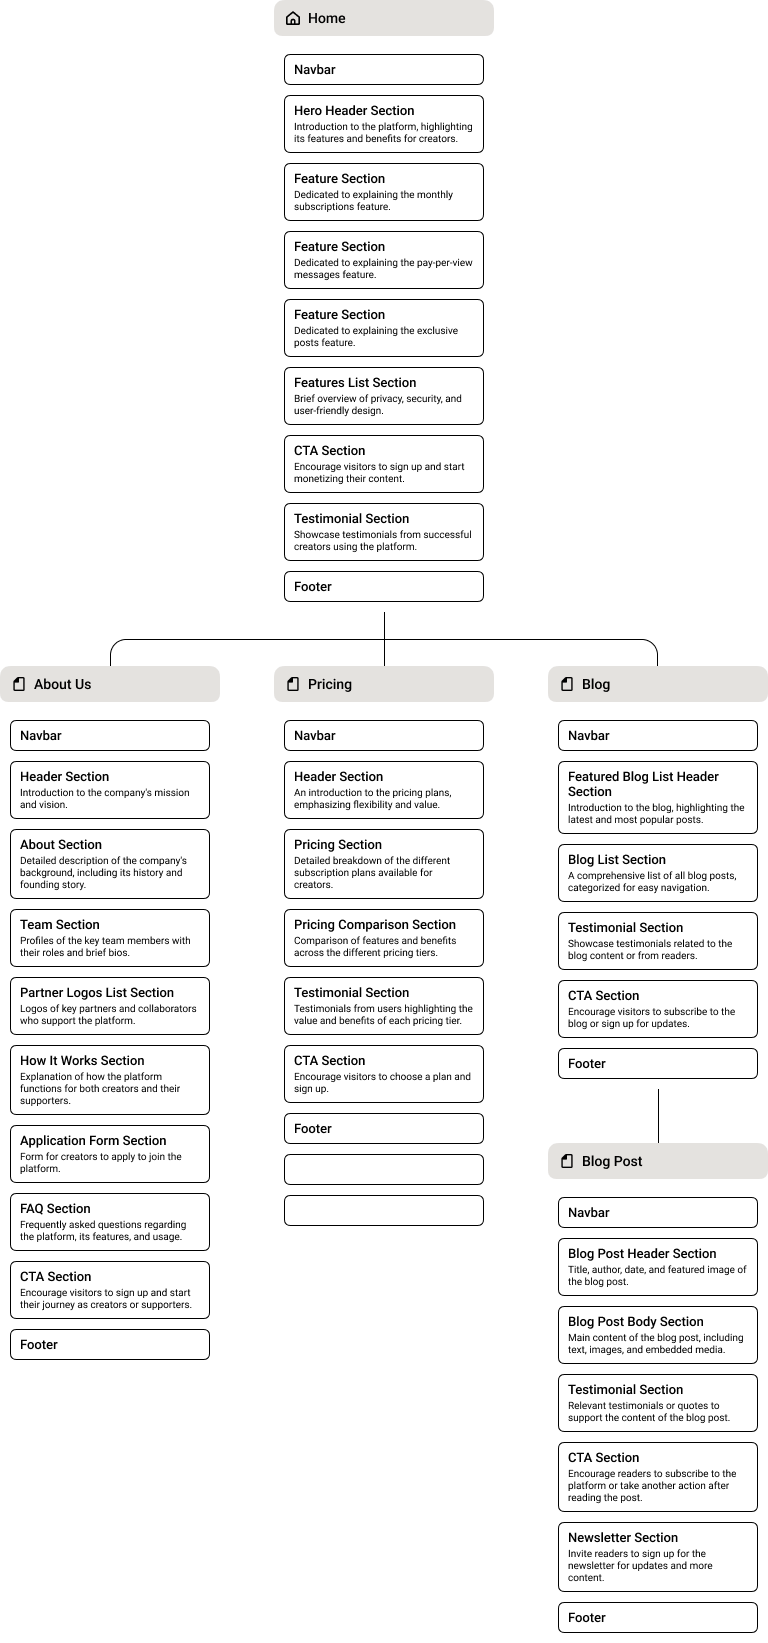 Home
Navbar
Hero Header Section
Introduction to the platform, highlighting
its features and benefits for creators.
Feature Section
Dedicated to explaining the monthly
subscriptions feature.
Feature Section
Dedicated to explaining the pay-per-view
messages feature.
Feature Section
Dedicated to explaining the exclusive
posts feature.
Features List Section
Brief overview of privacy, security, and
user-friendly design.
CTA Section
Encourage visitors to sign up and start
monetizing their content.
Testimonial Section
Showcase testimonials from successful
creators using the platform.
Footer
About Us
Navbar
Header Section
Introduction to the company's mission
and vision.
About Section
Detailed description of the company's
background, including its history and
founding story.
Team Section
Profiles of the key team members with
their roles and brief bios.
Partner Logos List Section
Logos of key partners and collaborators
who support the platform.
How It Works Section
Explanation of how the platform
functions for both creators and their
supporters.
Application Form Section
Form for creators to apply to join the
platform.
FAQ Section
Frequently asked questions regarding
the platform, its features, and usage.
CTA Section
Encourage visitors to sign up and start
their journey as creators or supporters.
Footer
Pricing
Navbar
Header Section
An introduction to the pricing plans,
emphasizing flexibility and value.
Pricing Section
Detailed breakdown of the different
subscription plans available for
creators.
Pricing Comparison Section
Comparison of features and benefits
across the different pricing tiers.
Testimonial Section
Testimonials from users highlighting the
value and benefits of each pricing tier.
CTA Section
Encourage visitors to choose a plan and
sign up.
Footer
Blog
Navbar
Featured Blog List Header
Section
Introduction to the blog, highlighting the
latest and most popular posts.
Blog List Section
A comprehensive list of all blog posts,
categorized for easy navigation.
Testimonial Section
Showcase testimonials related to the
blog content or from readers.
CTA Section
Encourage visitors to subscribe to the
blog or sign up for updates.
Footer
Blog Post
Navbar
Blog Post Header Section
Title, author, date, and featured image of
the blog post.
Blog Post Body Section
Main content of the blog post, including
text, images, and embedded media.
Testimonial Section
Relevant testimonials or quotes to
support the content of the blog post.
CTA Section
Encourage readers to subscribe to the
platform or take another action after
reading the post.
Newsletter Section
Invite readers to sign up for the
newsletter for updates and more
content.
Footer